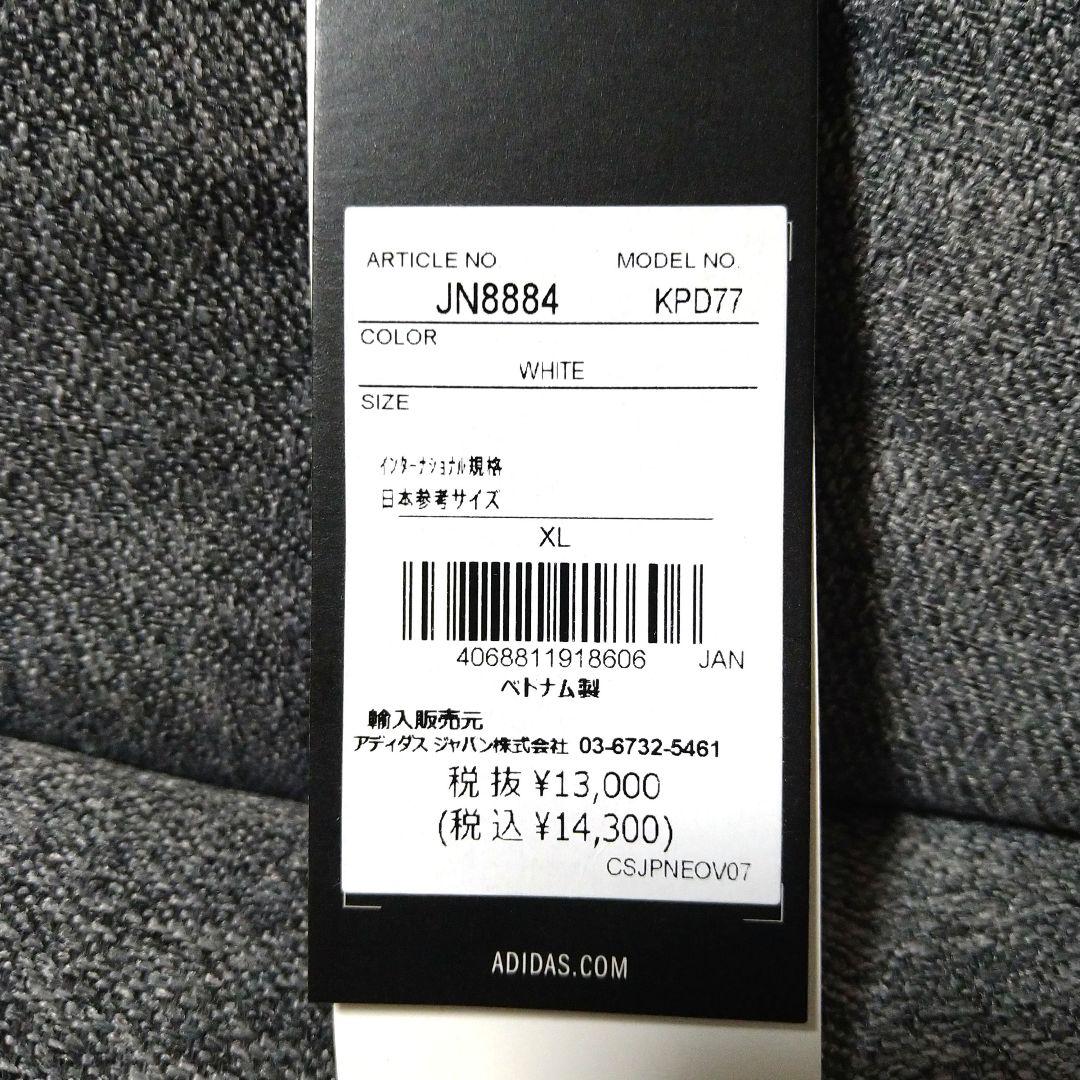 ARTICLE NO. MODEL NO.
JN8884 KPD77
COLOR
WHITE
SIZE
ｲﾝﾀｰﾅｼｮﾅﾙ規格
日本参考サイズ
XL
4068811918606 JAN
ベトナム製
輸入販売元
アディダス ジャパン株式会社 03-6732-5461
税抜 ¥13,000
(税込 ¥14,300)
CSJPNEOV07
ADIDAS.COM